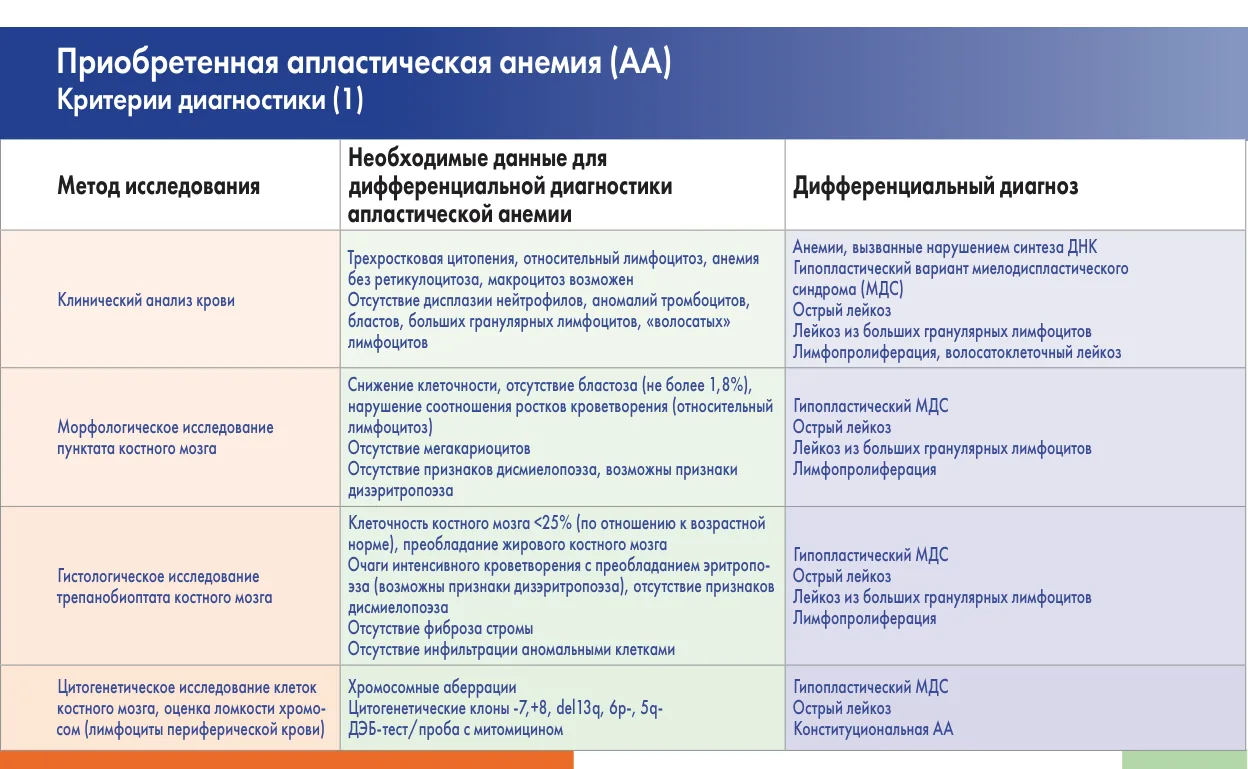 Приобретенная апластическая анемия (АА)
Критерии диагностики (1)
Метод исследования
Необходимые данные для
дифференциальной диагностики
апластической анемии
Дифференциальный диагноз
Клинический анализ крови
Трехростковая цитопения, относительный лимфоцитоз, анемия
без ретикулоцитоза, макроцитоз возможен
Отсутствие дисплазии нейтрофилов, аномалий тромбоцитов,
бластов, больших гранулярных лимфоцитов, «волосатых»
лимфоцитов
Анемии, вызванные нарушением синтеза ДНК
Гипопластический вариант миелодиспластического
синдрома (МДС)
Острый лейкоз
Лейкоз из больших гранулярных лимфоцитов
Лимфопролиферация, волосатоклеточный лейкоз
Морфологическое исследование
пунктата костного мозга
Снижение клеточности, отсутствие бластоза (не более 1,8%),
нарушение соотношения ростков кроветворения (относительный
лимфоцитоз)
Отсутствие мегакариоцитов
Отсутствие признаков дисмиелопоэза, возможны признаки
дизэритропоэза
Гипопластический МДС
Острый лейкоз
Лейкоз из больших гранулярных лимфоцитов
Лимфопролиферация
Гистологическое исследование
трепанобиоптата костного мозга
Клеточность костного мозга <25% (по отношению к возрастной
норме), преобладание жирового костного мозга
Очаги интенсивного кроветворения с преобладанием эритропо-
эза (возможны признаки дизэритропоэза), отсутствие признаков
дисмиелопоэза
Отсутствие фиброза стромы
Отсутствие инфильтрации аномальными клетками
Гипопластический МДС
Острый лейкоз
Лейкоз из больших гранулярных лимфоцитов
Лимфопролиферация
Цитогенетическое исследование клеток
костного мозга, оценка ломкости хромо-
сом (лимфоциты периферической крови)
Хромосомные аберрации
Цитогенетические клоны -7,+8, del13q, 6p-, 5q-
ДЭБ-тест/проба с митомицином
Гипопластический МДС
Острый лейкоз
Конституциональная АА